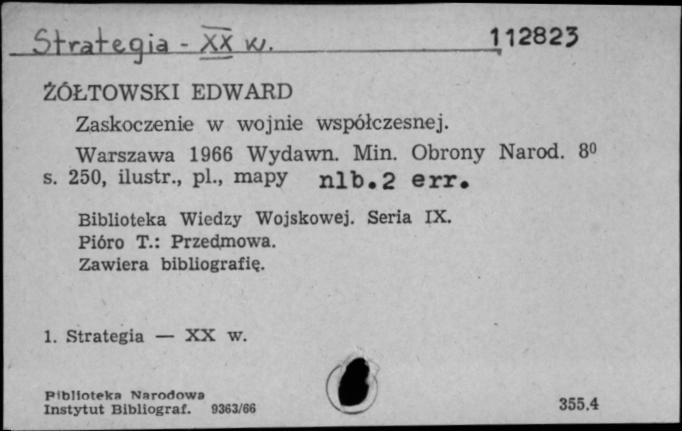 Strategia - XX w. 112823
ŻÓŁTOWSKI EDWARD
Zaskoczenie w wojnie współczesnej.
Warszawa 1966 Wydawn. Min. Obrony Narod. 8⁰
s. 250, ilustr., pl., mapy nlb.2 err.
Biblioteka Wiedzy Wojskowej. Seria IX.
Pióro T.: Przedmowa.
Zawiera bibliografię.
1. Strategia — XX w.
Biblioteka Narodowa
Instytut Bibliograf. 9363/66 355.4